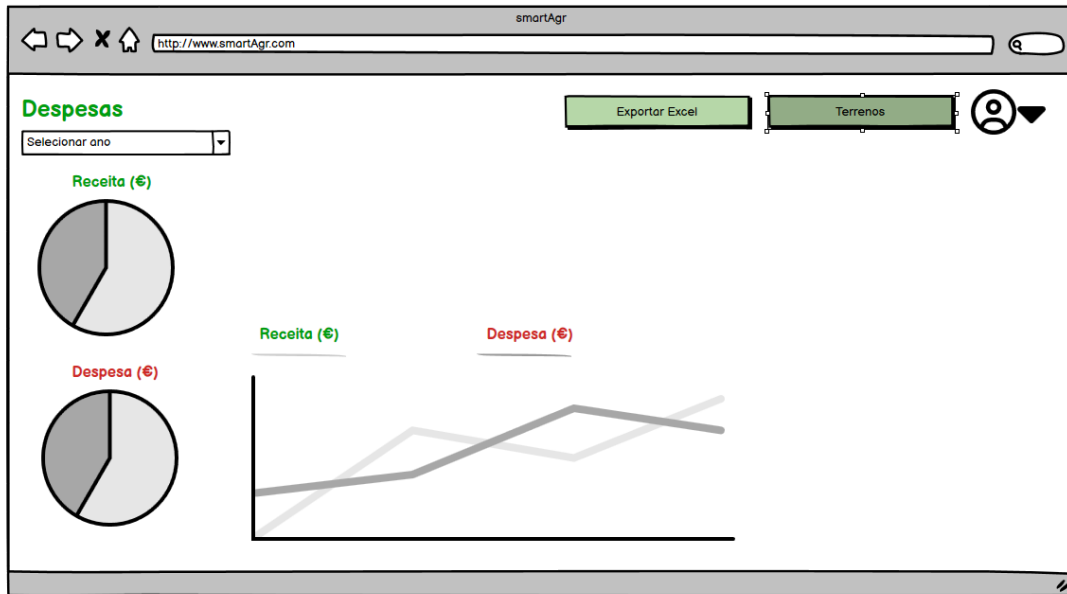 smartAgr
http://www.smartAgr.com
Despesas
Exportar Excel
Terrenos
Selecionar ano
Receita (€)
Receita (€)
Despesa (€)
Despesa (€)